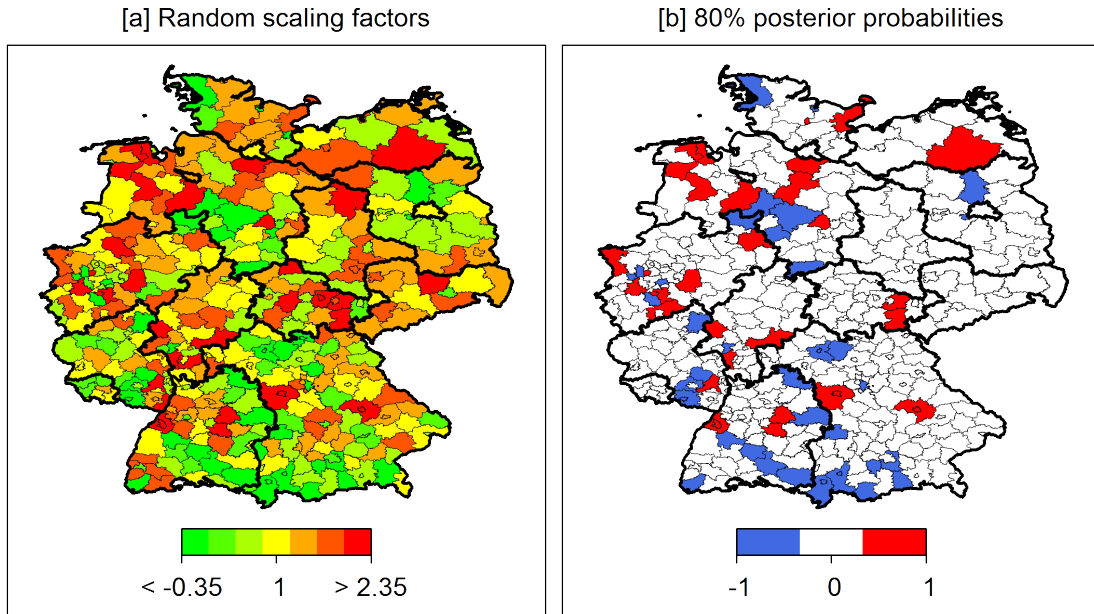 [a] Random scaling factors
[b] 80% posterior probabilities
< -0.35 1 > 2.35
-1 0 1